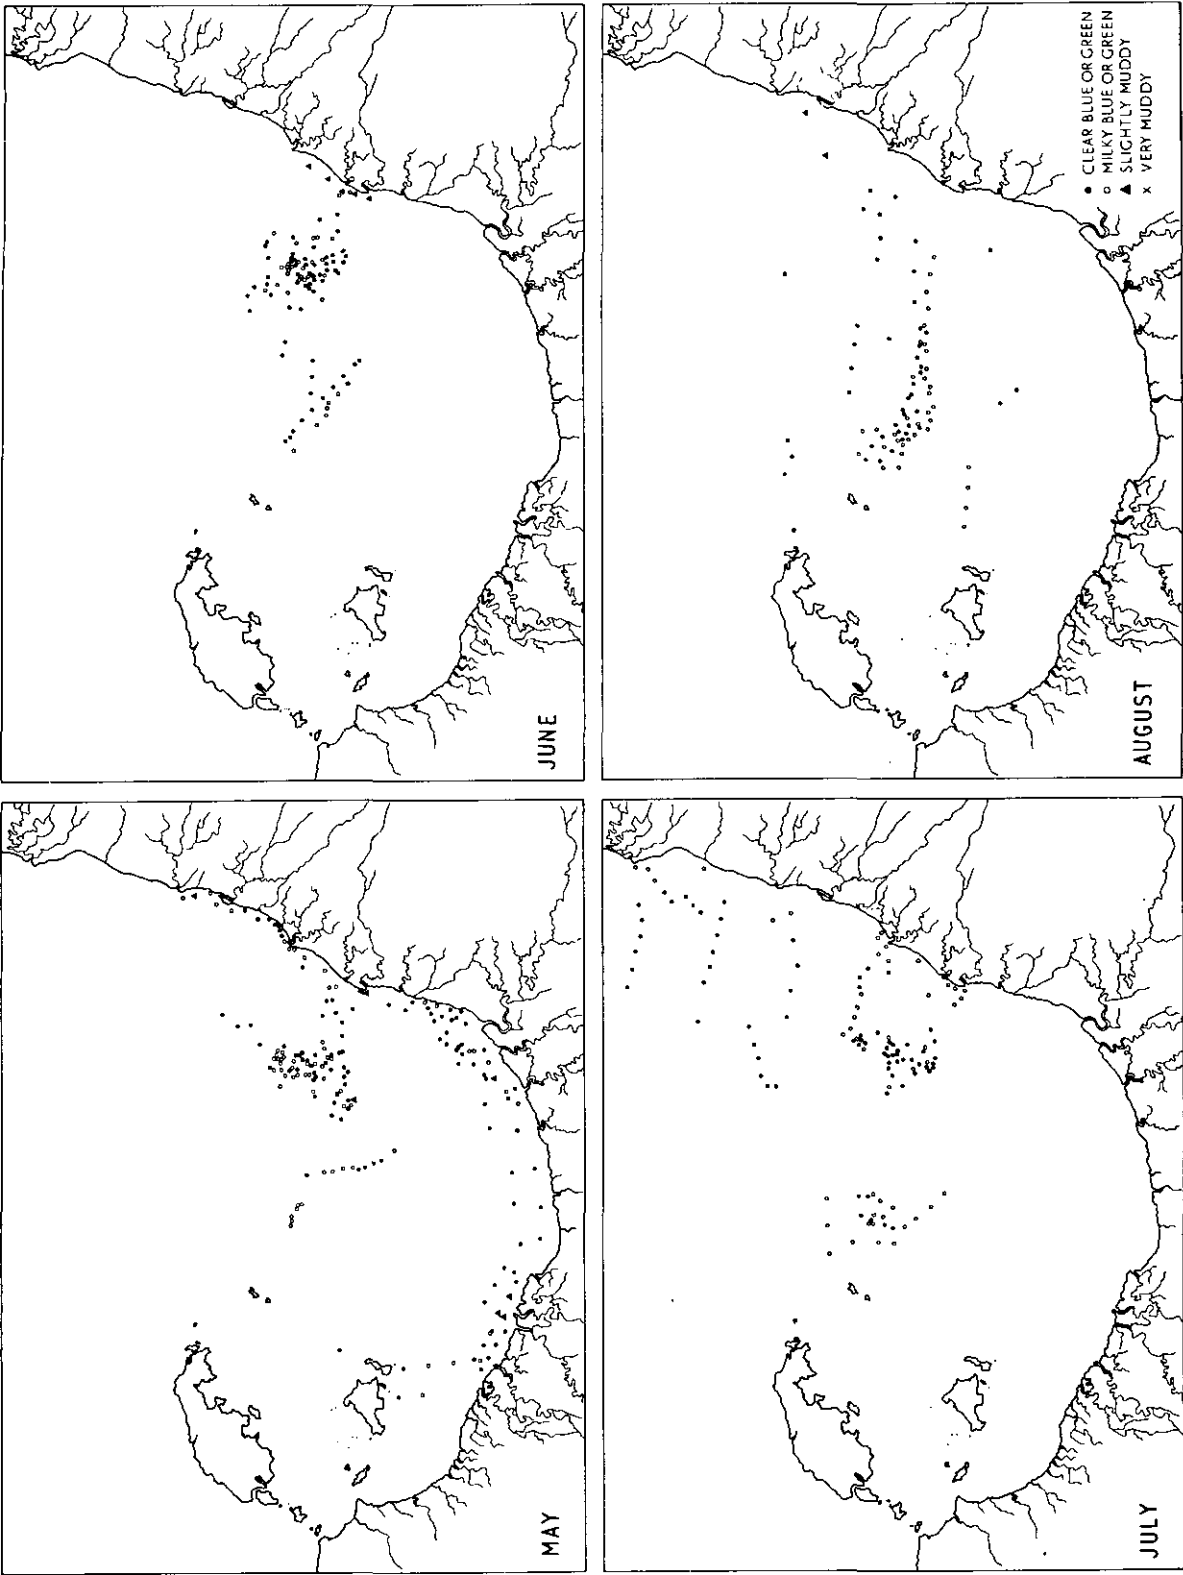 MAY
JUNE
JULY
AUGUST
● CLEAR BLUE OR GREEN
○ MILKY BLUE OR GREEN
▲ SLIGHTLY MUDDY
x VERY MUDDY